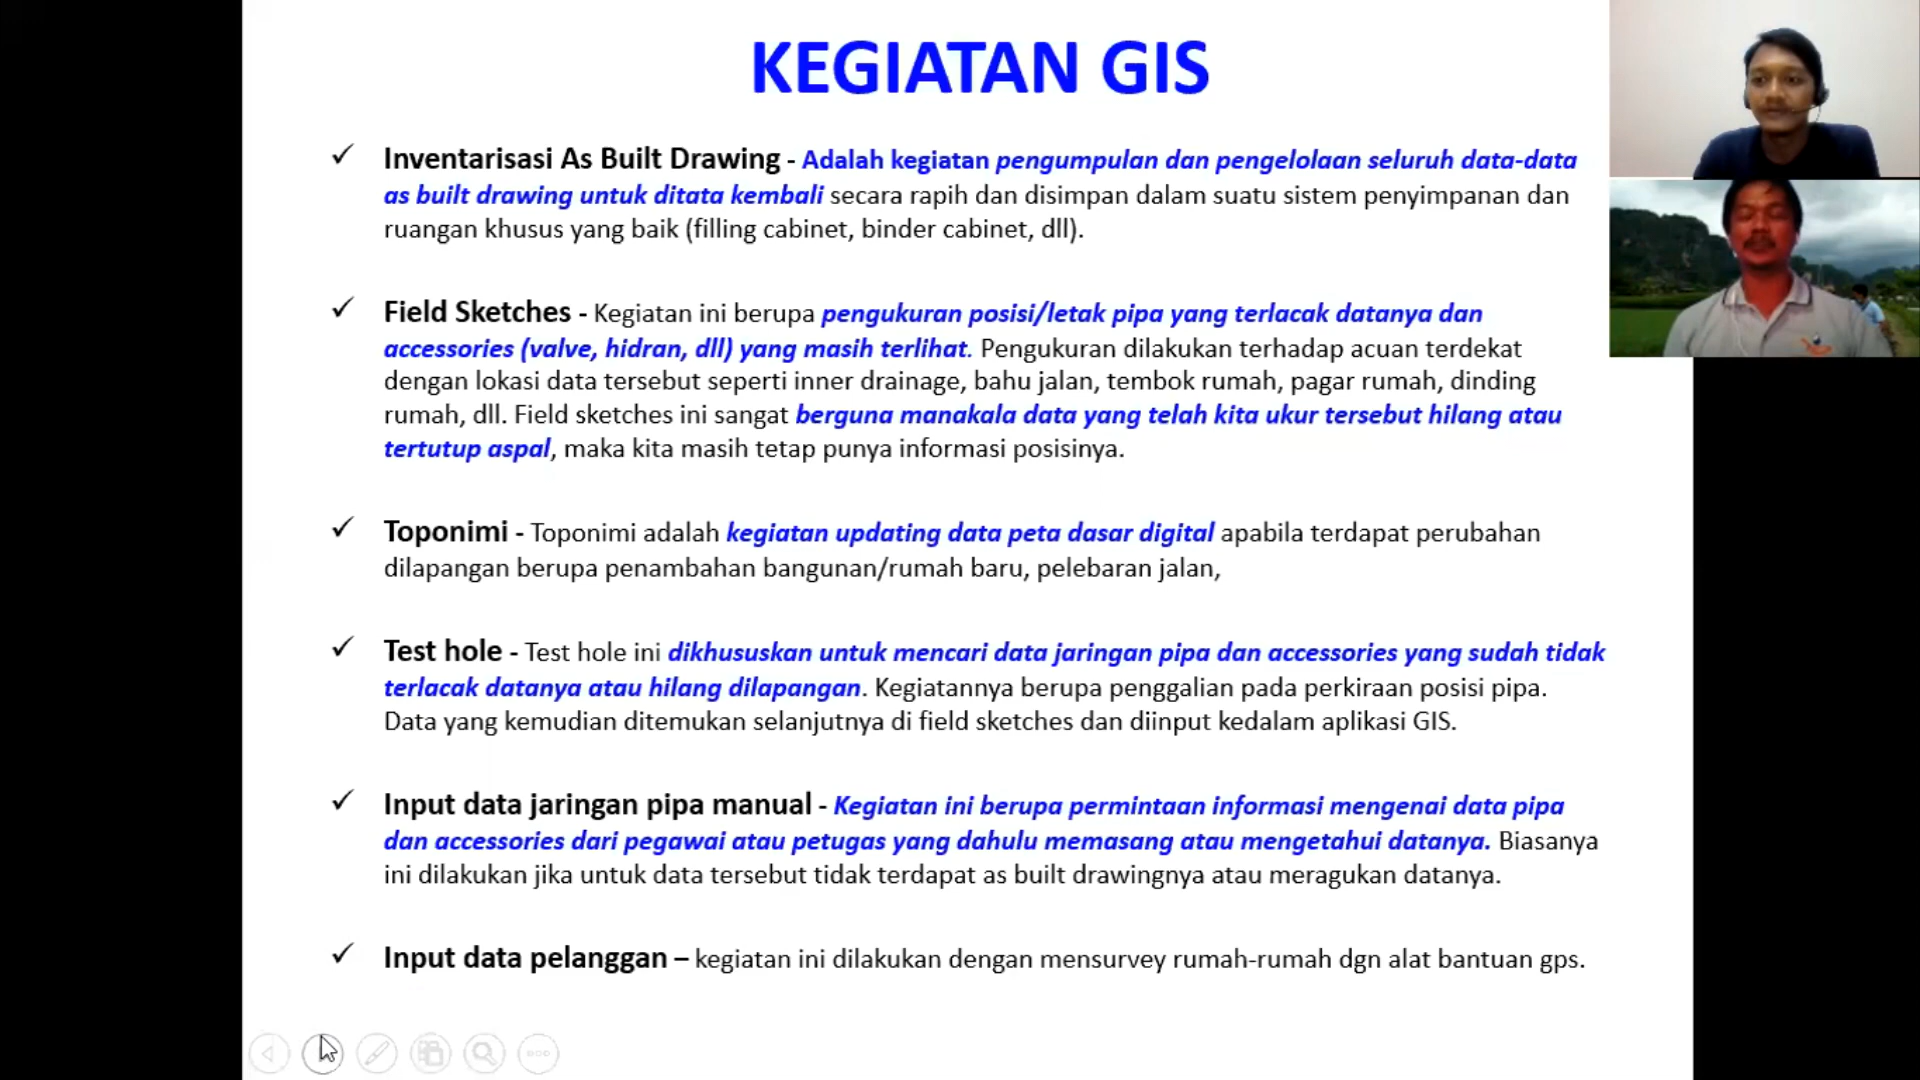 KEGIATAN GIS
✓ Inventarisasi As Built Drawing - Adalah kegiatan pengumpulan dan pengelolaan seluruh data-data
as built drawing untuk ditata kembali secara rapih dan disimpan dalam suatu sistem penyimpanan dan
ruangan khusus yang baik (filling cabinet, binder cabinet, dll).
✓ Field Sketches - Kegiatan ini berupa pengukuran posisi/letak pipa yang terlacak datanya dan
accessories (valve, hidran, dll) yang masih terlihat. Pengukuran dilakukan terhadap acuan terdekat
dengan lokasi data tersebut seperti inner drainage, bahu jalan, tembok rumah, pagar rumah, dinding
rumah, dll. Field sketches ini sangat berguna manakala data yang telah kita ukur tersebut hilang atau
tertutup aspal, maka kita masih tetap punya informasi posisinya.
✓ Toponimi - Toponimi adalah kegiatan updating data peta dasar digital apabila terdapat perubahan
dilapangan berupa penambahan bangunan/rumah baru, pelebaran jalan,
✓ Test hole - Test hole ini dikhususkan untuk mencari data jaringan pipa dan accessories yang sudah tidak
terlacak datanya atau hilang dilapangan. Kegiatannya berupa penggalian pada perkiraan posisi pipa.
Data yang kemudian ditemukan selanjutnya di field sketches dan diinput kedalam aplikasi GIS.
✓ Input data jaringan pipa manual - Kegiatan ini berupa permintaan informasi mengenai data pipa
dan accessories dari pegawai atau petugas yang dahulu memasang atau mengetahui datanya. Biasanya
ini dilakukan jika untuk data tersebut tidak terdapat as built drawingnya atau meragukan datanya.
✓ Input data pelanggan – kegiatan ini dilakukan dengan mensurvey rumah-rumah dgn alat bantuan gps.